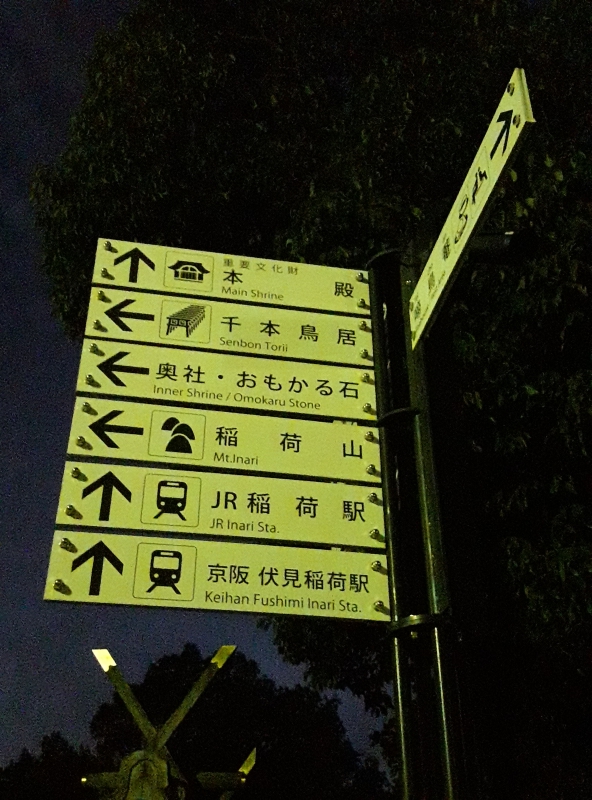 重要文化財
本 殿
Main Shrine
千本鳥居
Senbon Torii
奥社・おもかる石
Inner Shrine / Omokaru Stone
稲荷山
Mt.Inari
JR 稲荷駅
JR Inari Sta.
京阪 伏見稲荷駅
Keihan Fushimi Inari Sta.